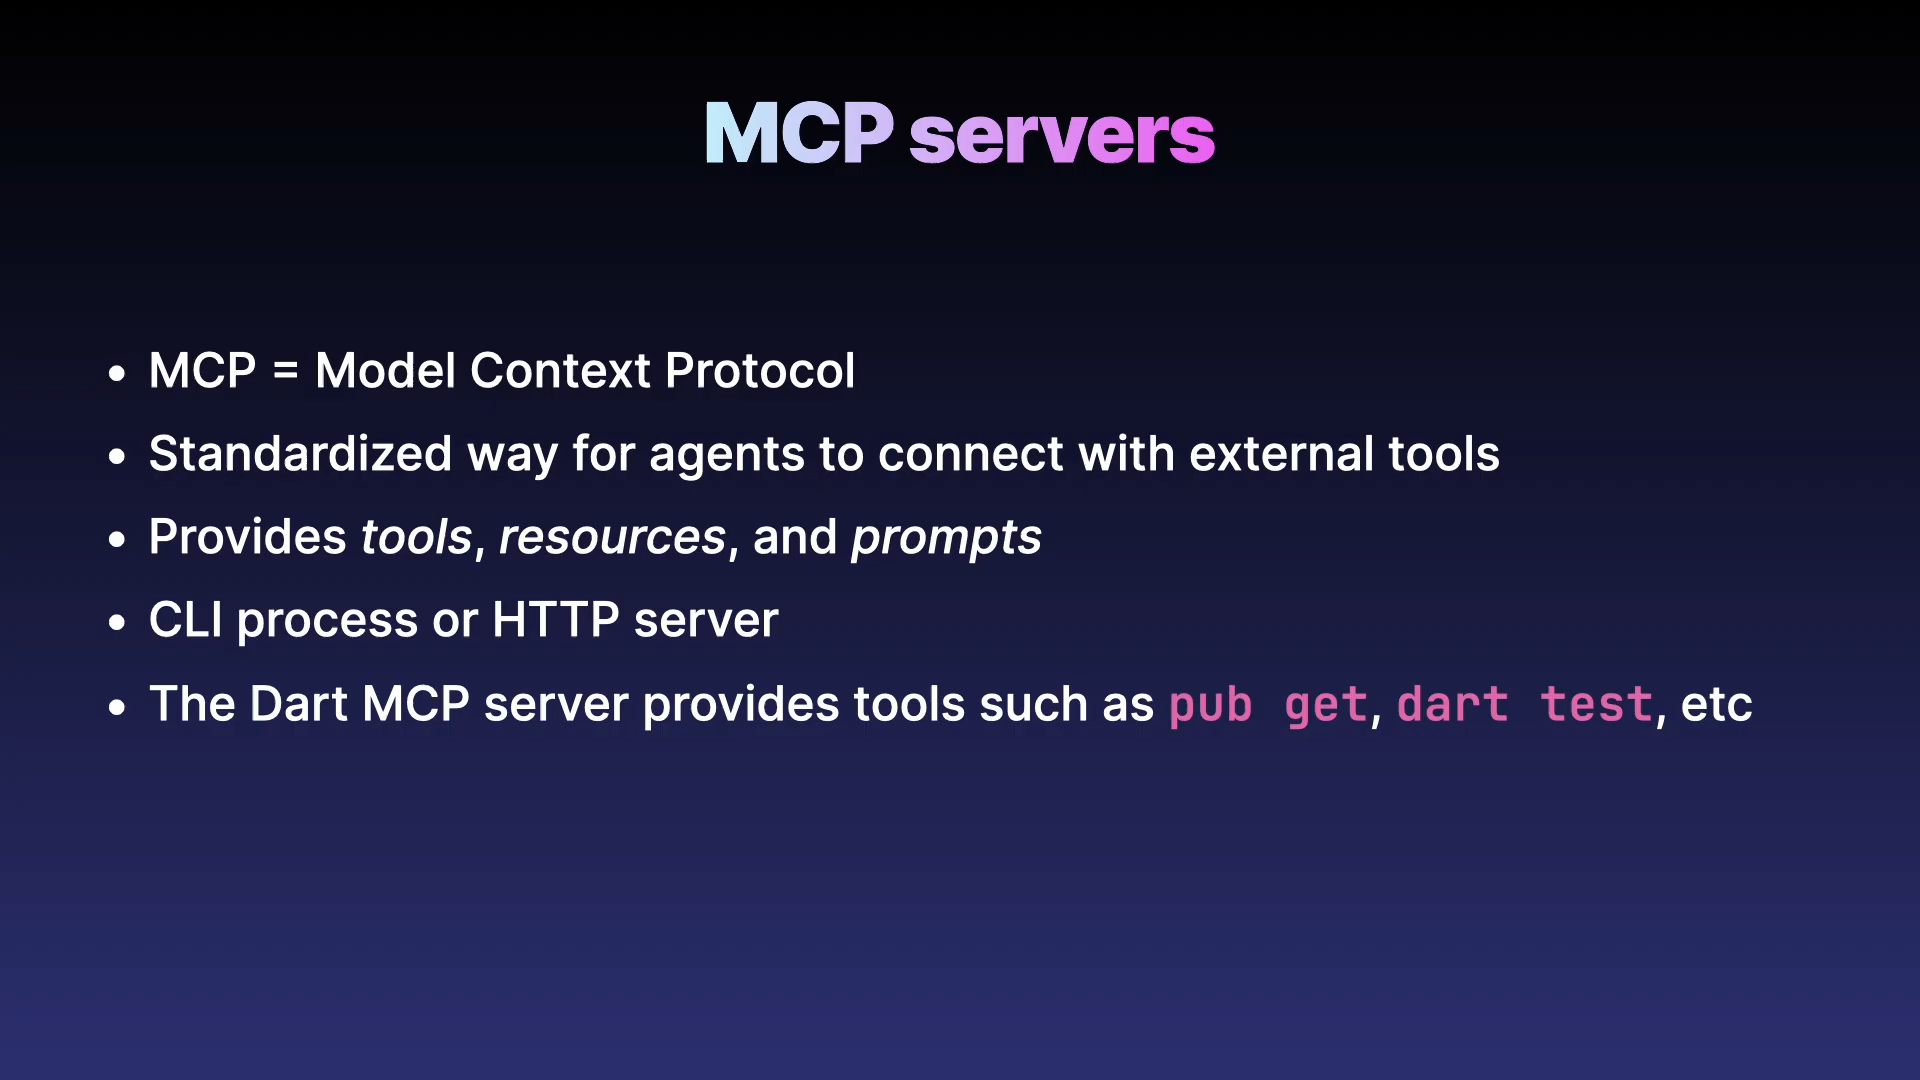 MCP servers
• MCP = Model Context Protocol
• Standardized way for agents to connect with external tools
• Provides tools, resources, and prompts
• CLI process or HTTP server
• The Dart MCP server provides tools such as pub get, dart test, etc